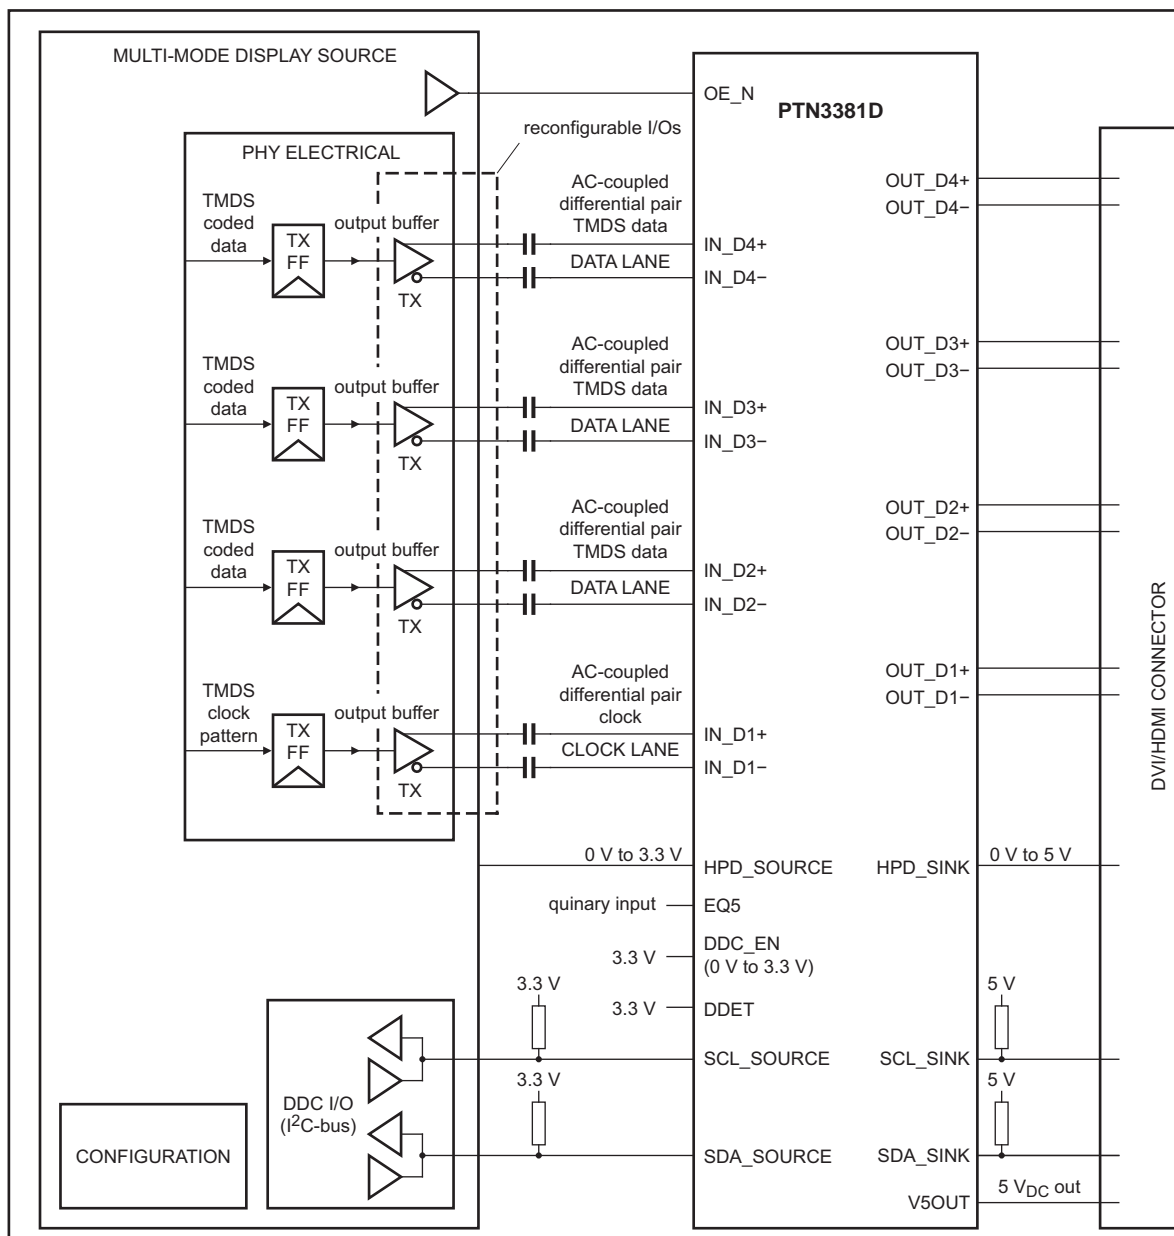 MULTI-MODE DISPLAY SOURCE
OE_N
PTN3381D
reconfigurable I/Os
PHY ELECTRICAL
TMDS
coded
data
TX
FF
output buffer
TX
AC-coupled
differential pair
TMDS data
DATA LANE
IN_D4+
IN_D4−
OUT_D4+
OUT_D4−
TMDS
coded
data
TX
FF
output buffer
TX
AC-coupled
differential pair
TMDS data
DATA LANE
IN_D3+
IN_D3−
OUT_D3+
OUT_D3−
TMDS
coded
data
TX
FF
output buffer
TX
AC-coupled
differential pair
TMDS data
DATA LANE
IN_D2+
IN_D2−
OUT_D2+
OUT_D2−
TMDS
clock
pattern
TX
FF
output buffer
TX
AC-coupled
differential pair
clock
CLOCK LANE
IN_D1+
IN_D1−
OUT_D1+
OUT_D1−
DVI/HDMI CONNECTOR
0 V to 3.3 V
HPD_SOURCE
HPD_SINK
0 V to 5 V
quinary input
EQ5
3.3 V
DDC_EN
(0 V to 3.3 V)
3.3 V
DDET
3.3 V
SCL_SOURCE
SCL_SINK
5 V
3.3 V
SDA_SOURCE
SDA_SINK
5 V
DDC I/O
(I²C-bus)
CONFIGURATION
V5OUT
5 VDC out